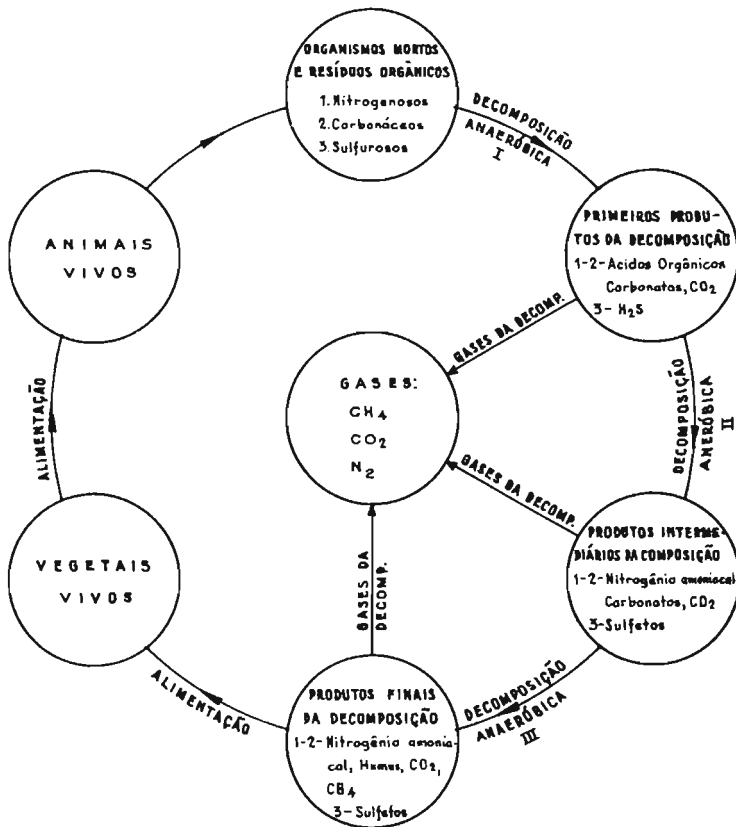 ORGANISMOS MORTOS
E RESÍDUOS ORGÂNICOS
1.Nitrogenosos
2.Carbonáceos
3.Sulfurosos
DECOMPOSIÇÃO
ANAERÓBICA
I
PRIMEIROS PRODU-
TOS DA DECOMPOSIÇÃO
1-2-Acidos Orgânicos
Carbonatos, CO2
3- H2S
GASES DA DECOMP.
DECOMPOSIÇÃO
ANERÓBICA
II
PRODUTOS INTERME-
DIÁRIOS DA COMPOSIÇÃO
1-2-Nitrogênio amoniacal
Carbonatos, CO2
3-Sulfetos
GASES DA DECOMP.
DECOMPOSIÇÃO
ANAERÓBICA
III
PRODUTOS FINAIS
DA DECOMPOSIÇÃO
1-2-Nitrogênio amonia-
cal, Humus, CO2,
CB4
3-Sulfetos
GASES DA
DECOMP.
GASES:
CH4
CO2
N2
ALIMENTAÇÃO
VEGETAIS
VIVOS
ALIMENTAÇÃO
ANIMAIS
VIVOS